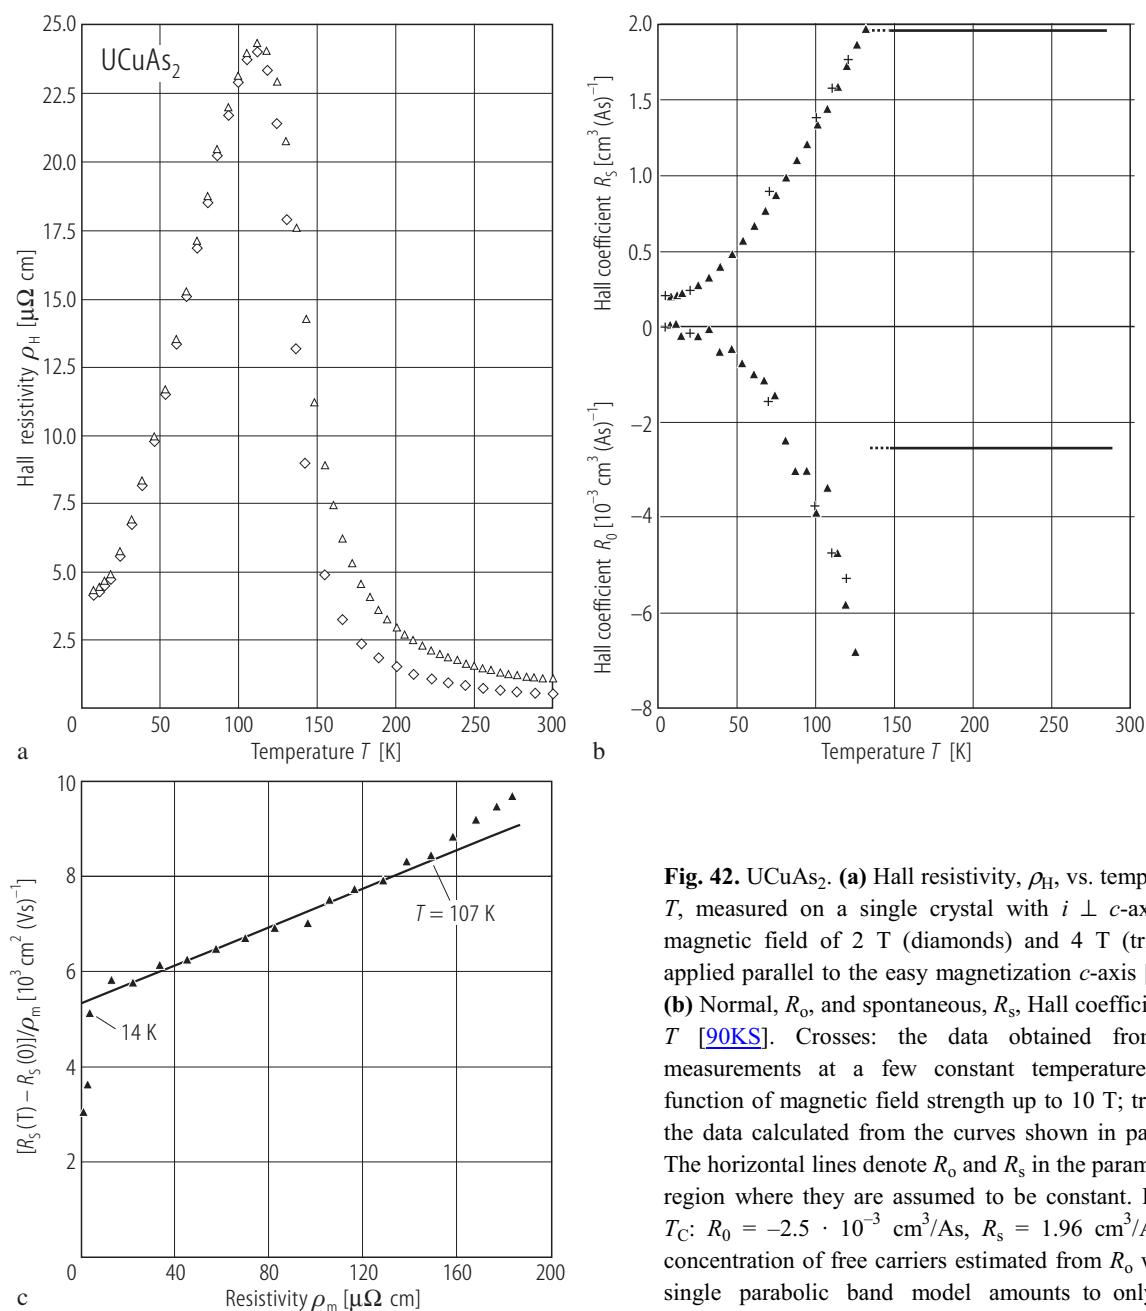 25.0
22.5
20.0
17.5
15.0
12.5
10.0
7.5
5.0
2.5
0 50 100 150 200 250 300
UCuAs₂
Hall resistivity ρH [μΩ cm]
Temperature T [K]
a
2.0
1.5
1.0
0.5
0
−2
−4
−6
−8
0 50 100 150 200 250 300
Hall coefficient RS [cm³ (As)⁻¹]
Hall coefficient R0 [10⁻³ cm³ (As)⁻¹]
Temperature T [K]
b
10
8
6
4
2
0 40 80 120 160 200
T = 107 K
14 K
[RS(T) – RS(0)]/ρm [10³ cm² (Vs)⁻¹]
Resistivity ρm [μΩ cm]
c
Fig. 42. UCuAs₂. (a) Hall resistivity, ρH, vs. temp
T, measured on a single crystal with i ⊥ c-ax
magnetic field of 2 T (diamonds) and 4 T (tr
applied parallel to the easy magnetization c-axis [
(b) Normal, Ro, and spontaneous, Rs, Hall coeffici
T [90KS]. Crosses: the data obtained from
measurements at a few constant temperature
function of magnetic field strength up to 10 T; tr
the data calculated from the curves shown in pa
The horizontal lines denote Ro and Rs in the param
region where they are assumed to be constant.
TC: R0 = –2.5 · 10⁻³ cm³/As, Rs = 1.96 cm³/A
concentration of free carriers estimated from Ro
single parabolic band model amounts to only